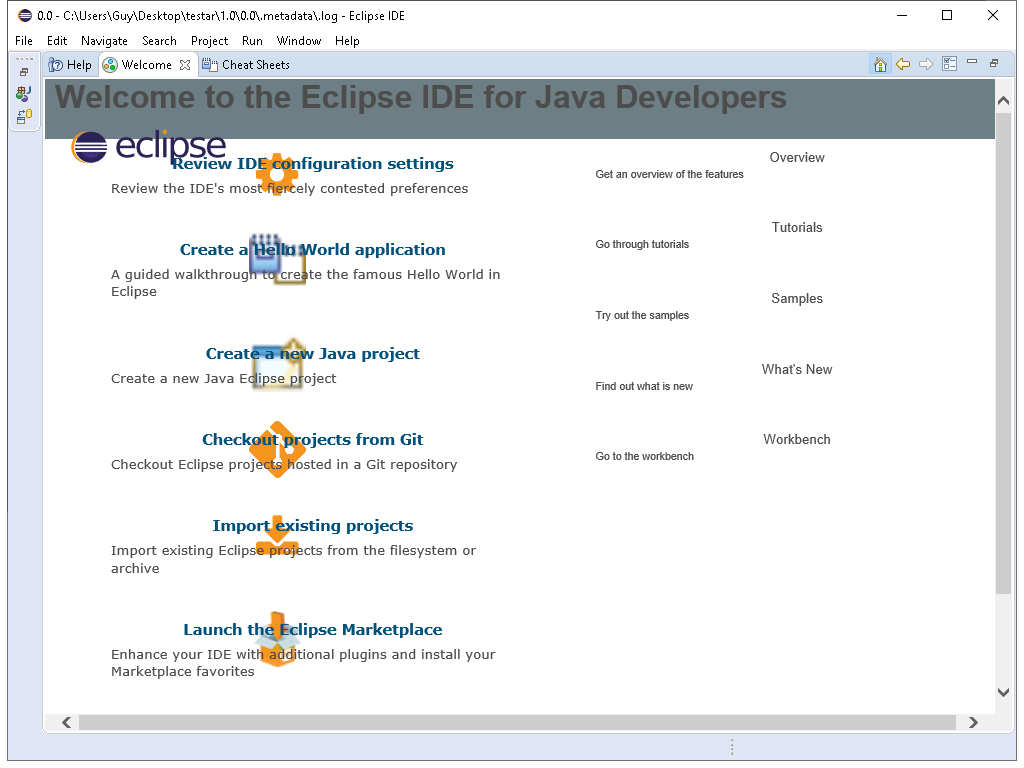 0.0 - C:\Users\Guy\Desktop\testar\1.0\0.0\.metadata\.log - Eclipse IDE
File Edit Navigate Search Project Run Window Help
Help Welcome Cheat Sheets
Welcome to the Eclipse IDE for Java Developers
eclipse
Review IDE configuration settings
Review the IDE's most fiercely contested preferences
Create a Hello World application
A guided walkthrough to create the famous Hello World in
Eclipse
Create a new Java project
Create a new Java Eclipse project
Checkout projects from Git
Checkout Eclipse projects hosted in a Git repository
Import existing projects
Import existing Eclipse projects from the filesystem or
archive
Launch the Eclipse Marketplace
Enhance your IDE with additional plugins and install your
Marketplace favorites
Overview
Get an overview of the features
Tutorials
Go through tutorials
Samples
Try out the samples
What's New
Find out what is new
Workbench
Go to the workbench